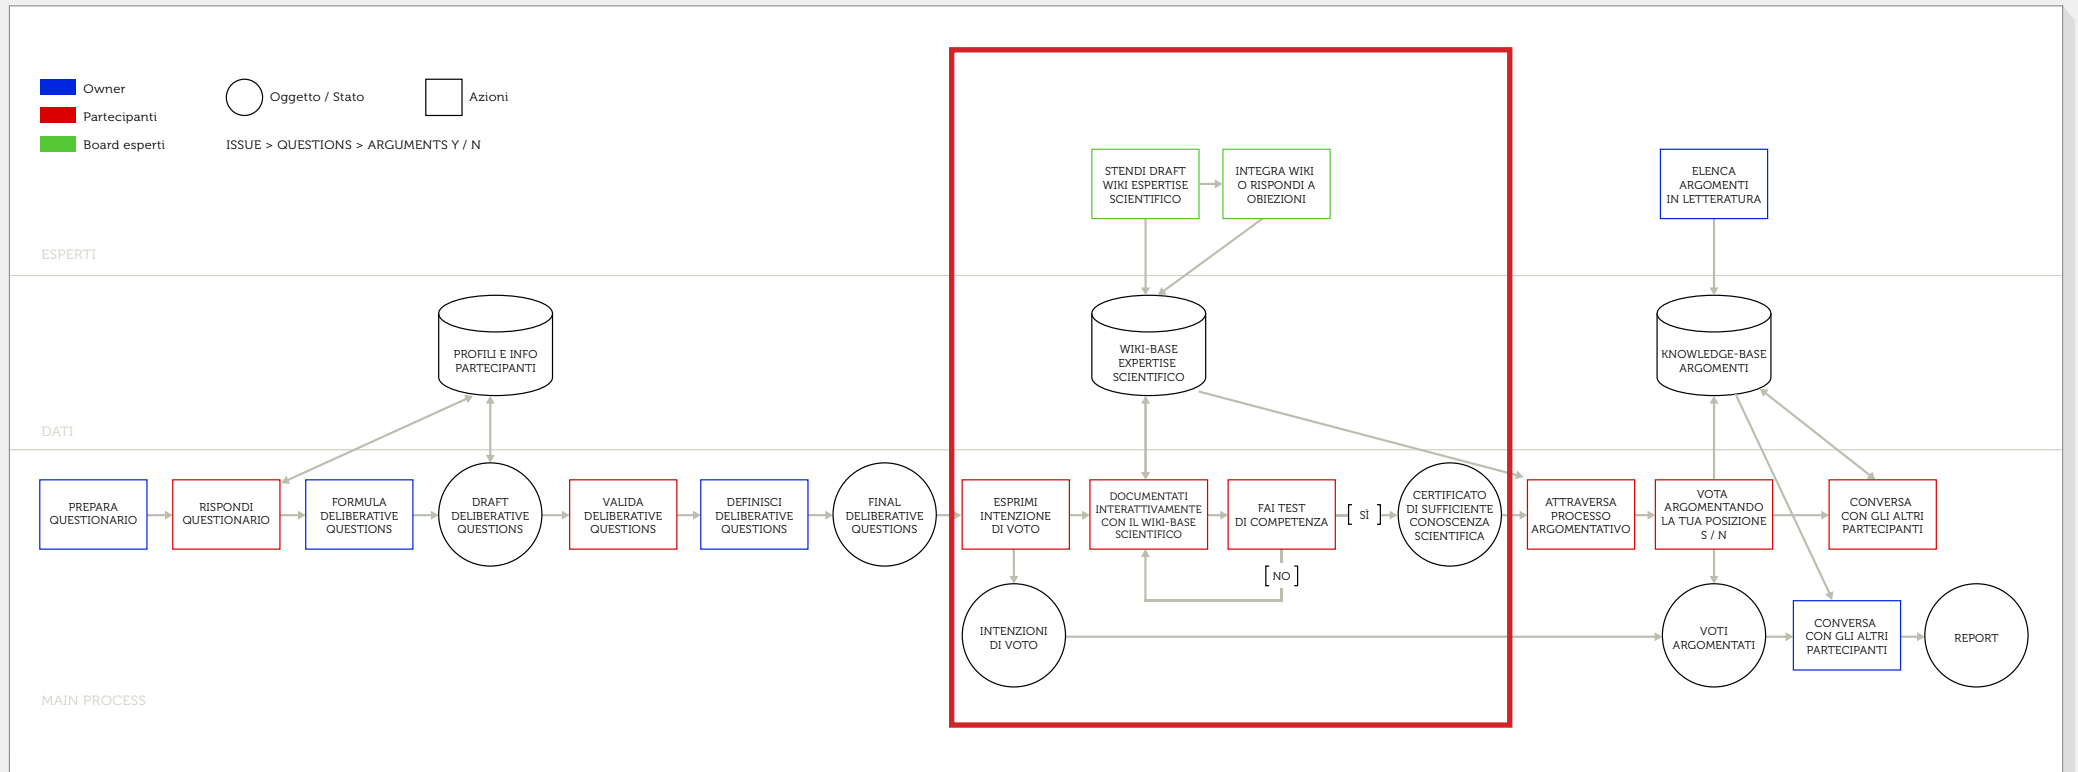 Owner
Partecipanti
Board esperti
Oggetto / Stato
Azioni
ISSUE > QUESTIONS > ARGUMENTS Y / N
STENDI DRAFT
WIKI ESPERTISE
SCIENTIFICO
INTEGRA WIKI
O RISPONDI A
OBIEZIONI
ELENCA
ARGOMENTI
IN LETTERATURA
ESPERTI
PROFILI E INFO
PARTECIPANTI
WIKI-BASE
EXPERTISE
SCIENTIFICO
KNOWLEDGE-BASE
ARGOMENTI
DATI
PREPARA
QUESTIONARIO
RISPONDI
QUESTIONARIO
FORMULA
DELIBERATIVE
QUESTIONS
DRAFT
DELIBERATIVE
QUESTIONS
VALIDA
DELIBERATIVE
QUESTIONS
DEFINISCI
DELIBERATIVE
QUESTIONS
FINAL
DELIBERATIVE
QUESTIONS
ESPRIMI
INTENZIONE
DI VOTO
DOCUMENTATI
INTERATTIVAMENTE
CON IL WIKI-BASE
SCIENTIFICO
FAI TEST
DI COMPETENZA
[ SÌ ]
CERTIFICATO
DI SUFFICIENTE
CONOSCENZA
SCIENTIFICA
ATTRAVERSA
PROCESSO
ARGOMENTATIVO
VOTA
ARGOMENTANDO
LA TUA POSIZIONE
S / N
CONVERSA
CON GLI ALTRI
PARTECIPANTI
[ NO ]
INTENZIONI
DI VOTO
VOTI
ARGOMENTATI
CONVERSA
CON GLI ALTRI
PARTECIPANTI
REPORT
MAIN PROCESS